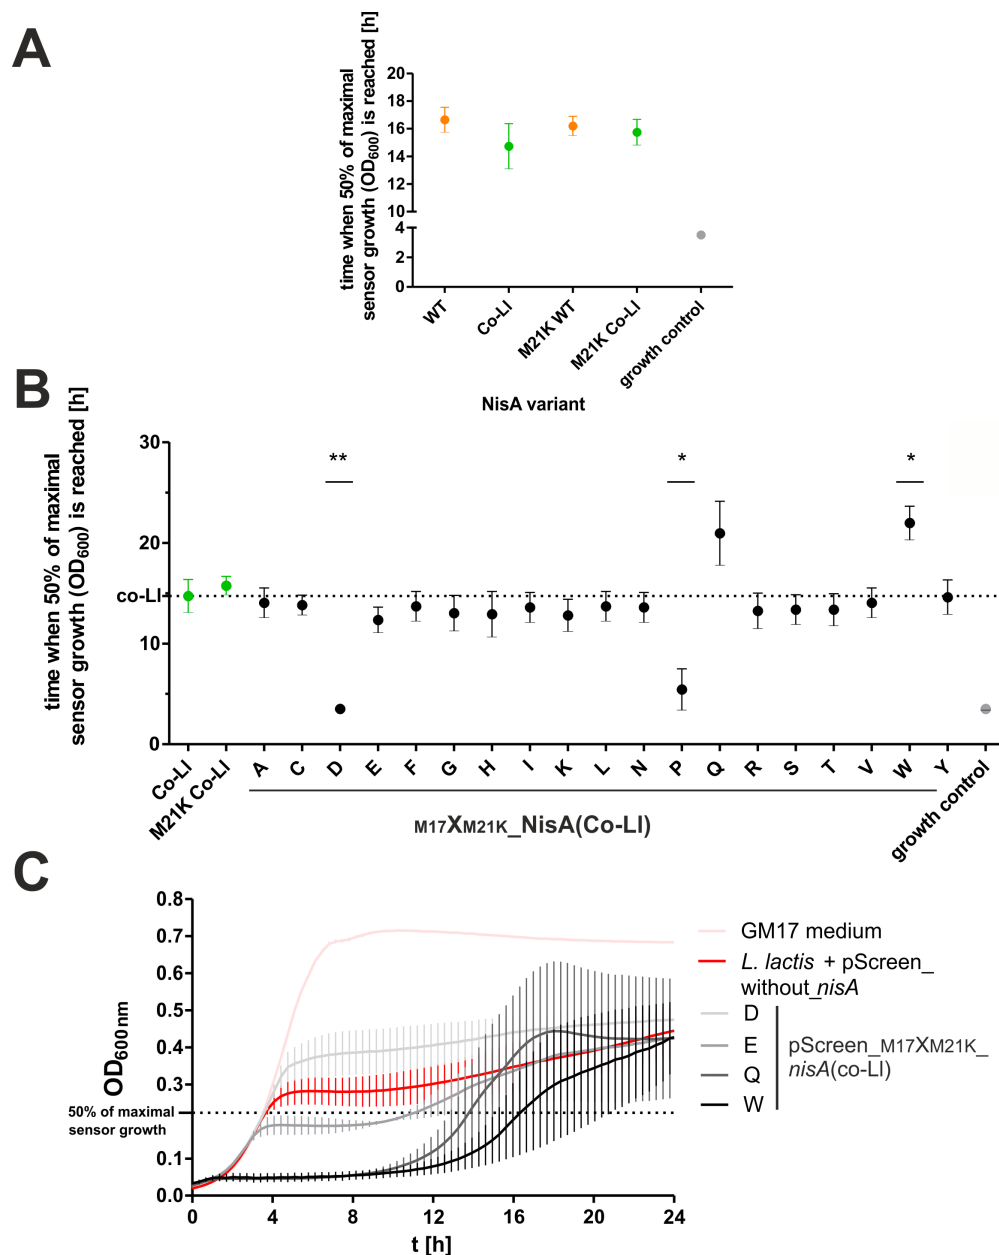 A
time when 50% of maximal
sensor growth (OD600) is reached [h]
20
18
16
14
12
10
4
2
0
WT
Co-LI
M21K WT
M21K Co-LI
growth control
NisA variant
B
time when 50% of maximal
sensor growth (OD600) is reached [h]
30
20
co-LI
10
0
** * *
Co-LI
M21K Co-LI
A C D E F G H I K L N P Q R S T V W Y
growth control
M17XM21K_NisA(Co-LI)
C
OD600nm
0.8
0.7
0.6
0.5
0.4
0.3
50% of maximal
sensor growth
0.1
0.0
0 4 8 12 16 20 24
t [h]
GM17 medium
L. lactis + pScreen_
without_nisA
D
E
Q
W
pScreen_M17XM21K_
nisA(co-LI)